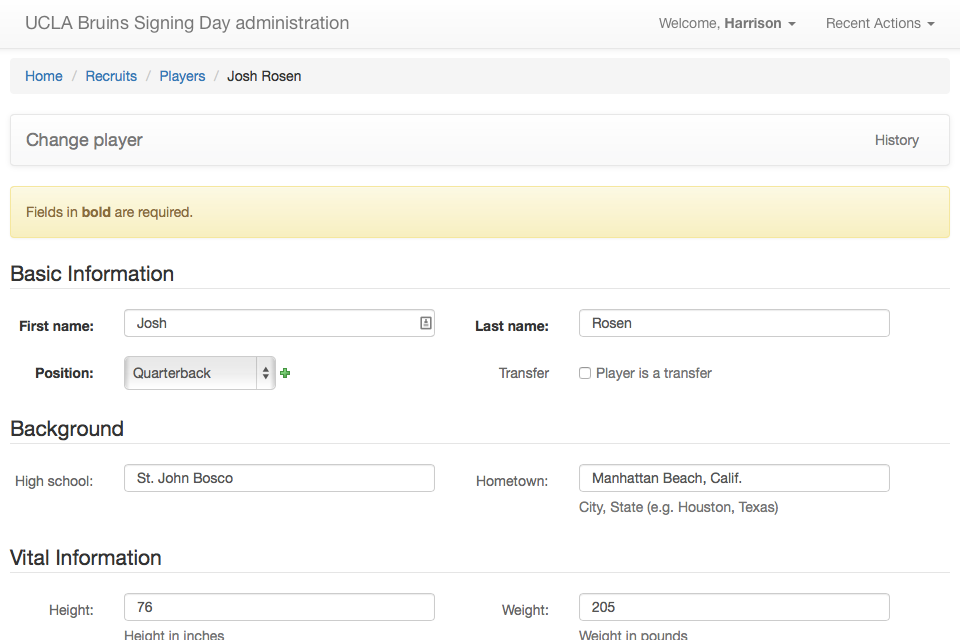 UCLA Bruins Signing Day administration
Welcome, Harrison
Recent Actions
Home / Recruits / Players / Josh Rosen
Change player
History
Fields in bold are required.
Basic Information
First name: Josh
Last name: Rosen
Position: Quarterback
Transfer Player is a transfer
Background
High school: St. John Bosco
Hometown: Manhattan Beach, Calif.
City, State (e.g. Houston, Texas)
Vital Information
Height: 76
Weight: 205
Height in inches
Weight in pounds